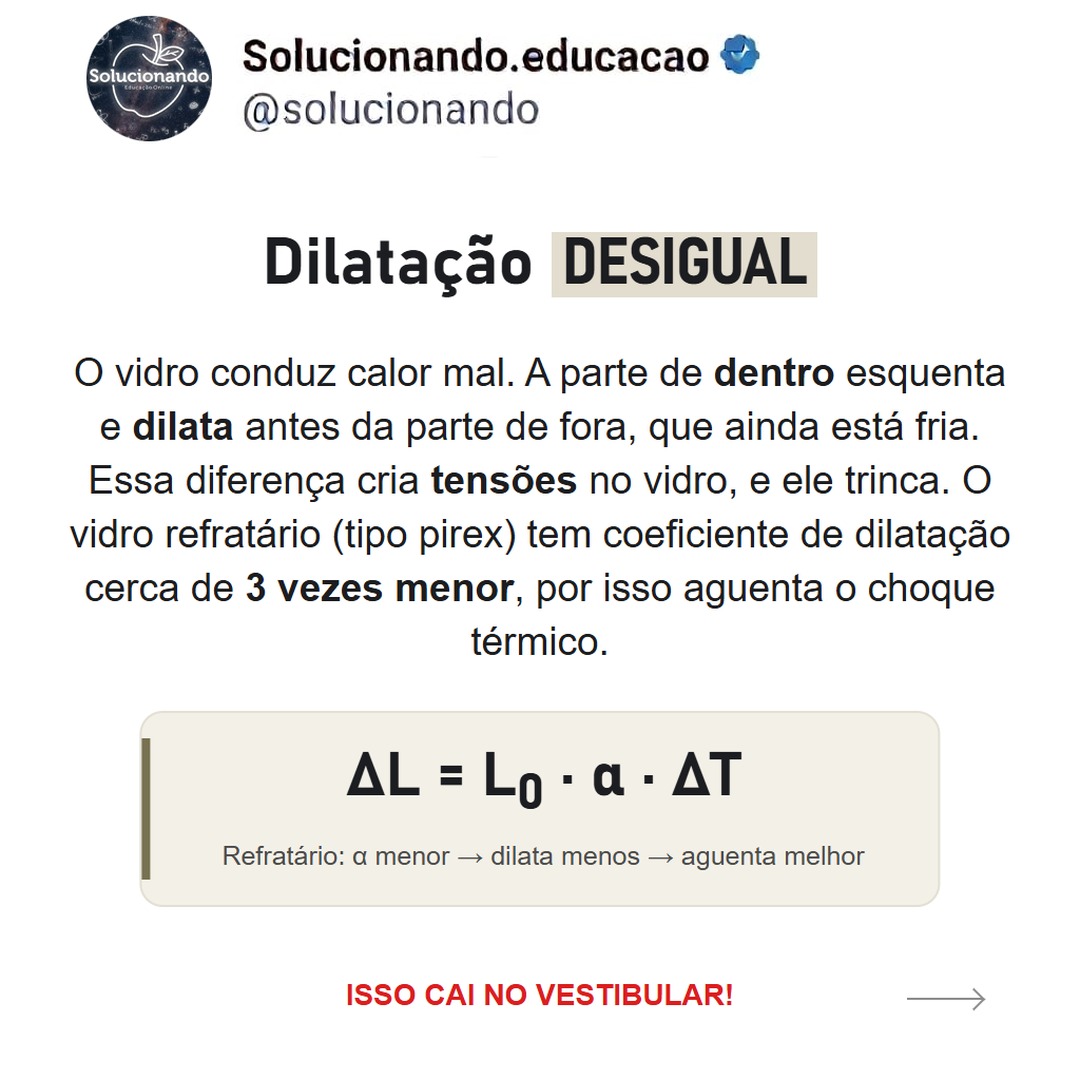 Solucionando
Educação Online
Solucionando.educacao
@solucionando
Dilatação DESIGUAL
O vidro conduz calor mal. A parte de dentro esquenta
e dilata antes da parte de fora, que ainda está fria.
Essa diferença cria tensões no vidro, e ele trinca. O
vidro refratário (tipo pirex) tem coeficiente de dilatação
cerca de 3 vezes menor, por isso aguenta o choque
térmico.
ΔL = L₀ · α · ΔT
Refratário: α menor → dilata menos → aguenta melhor
ISSO CAI NO VESTIBULAR!